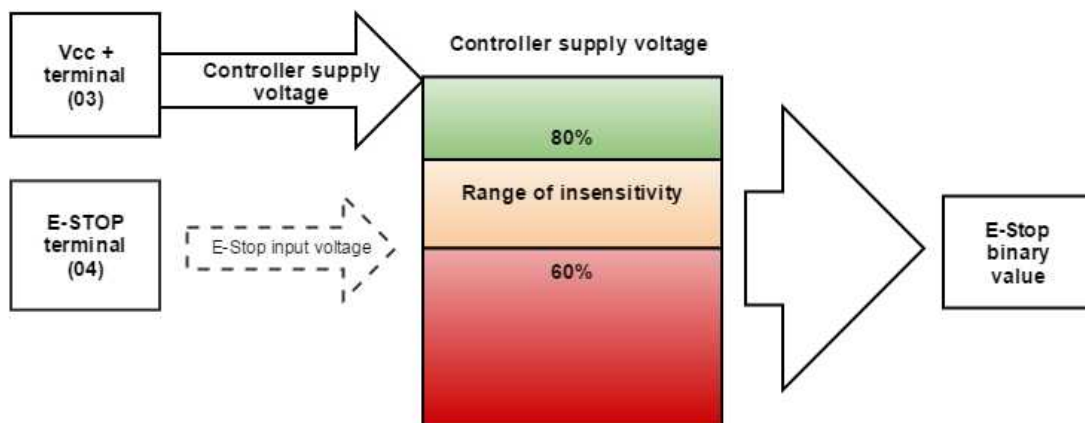 Vcc +
terminal
(03)
Controller supply
voltage
Controller supply voltage
80%
Range of insensitivity
60%
E-STOP
terminal
(04)
E-Stop input voltage
E-Stop
binary
value